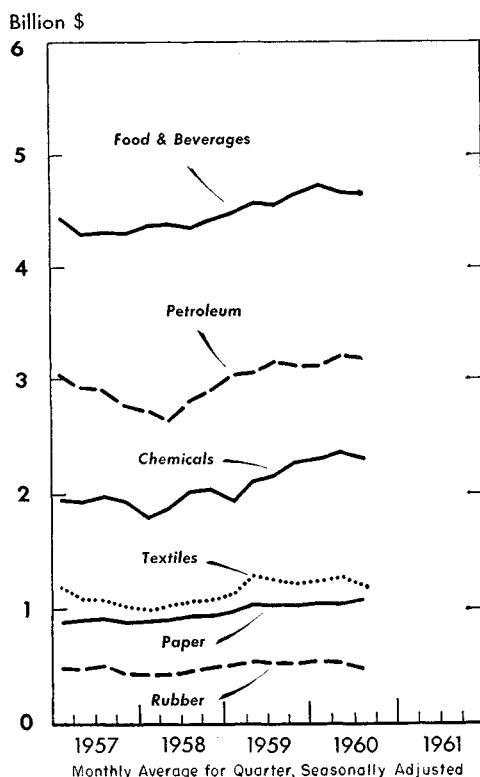 Billion $
6
Food & Beverages
5
4
Petroleum
3
Chemicals
2
Textiles
1
Paper
Rubber
0
1957 1958 1959 1960 1961
Monthly Average for Quarter, Seasonally Adjusted